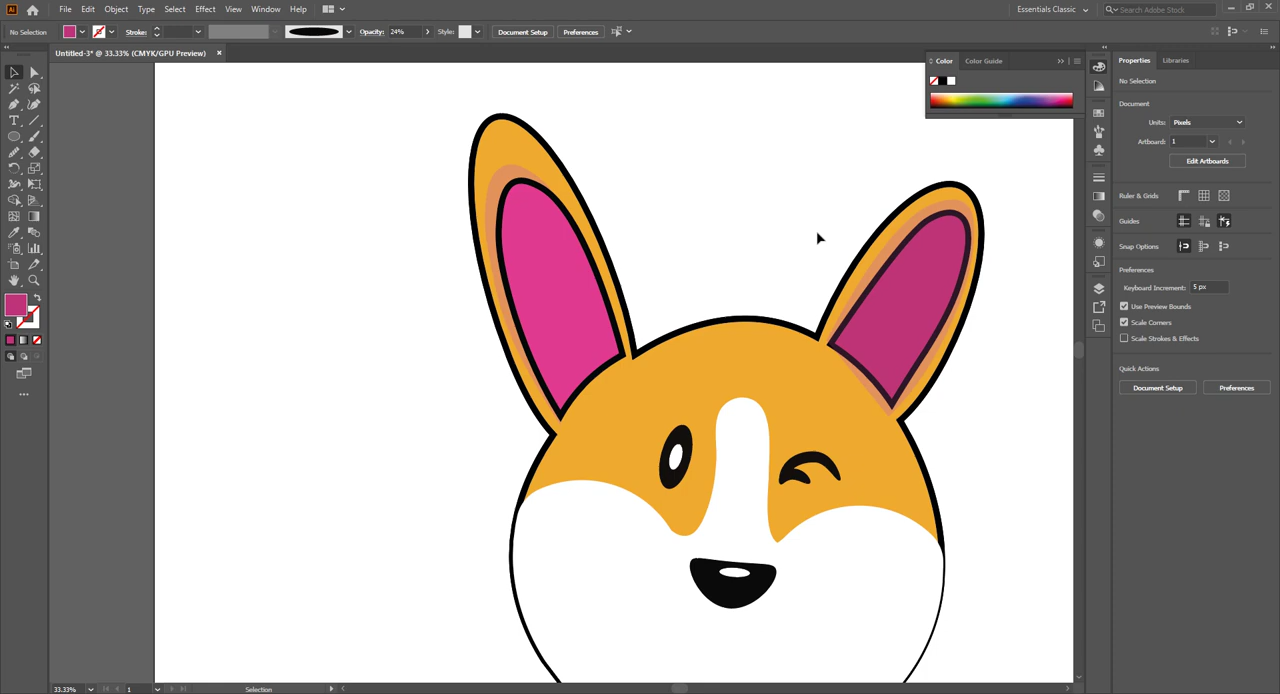 Ai File Edit Object Type Select Effect View Window Help Essentials Classic Search Adobe Stock
No Selection Stroke: Opacity: 24% Style: Document Setup Preferences
Untitled-3* @ 33.33% (CMYK/GPU Preview) ×
Color Color Guide
Properties Libraries
No Selection
Document
Units: Pixels
Artboard: 1
Edit Artboards
Ruler & Grids
Guides
Snap Options
Preferences
Keyboard Increment: 5 px
Use Preview Bounds
Scale Corners
Scale Strokes & Effects
Quick Actions
Document Setup Preferences
33.33% 1 Selection